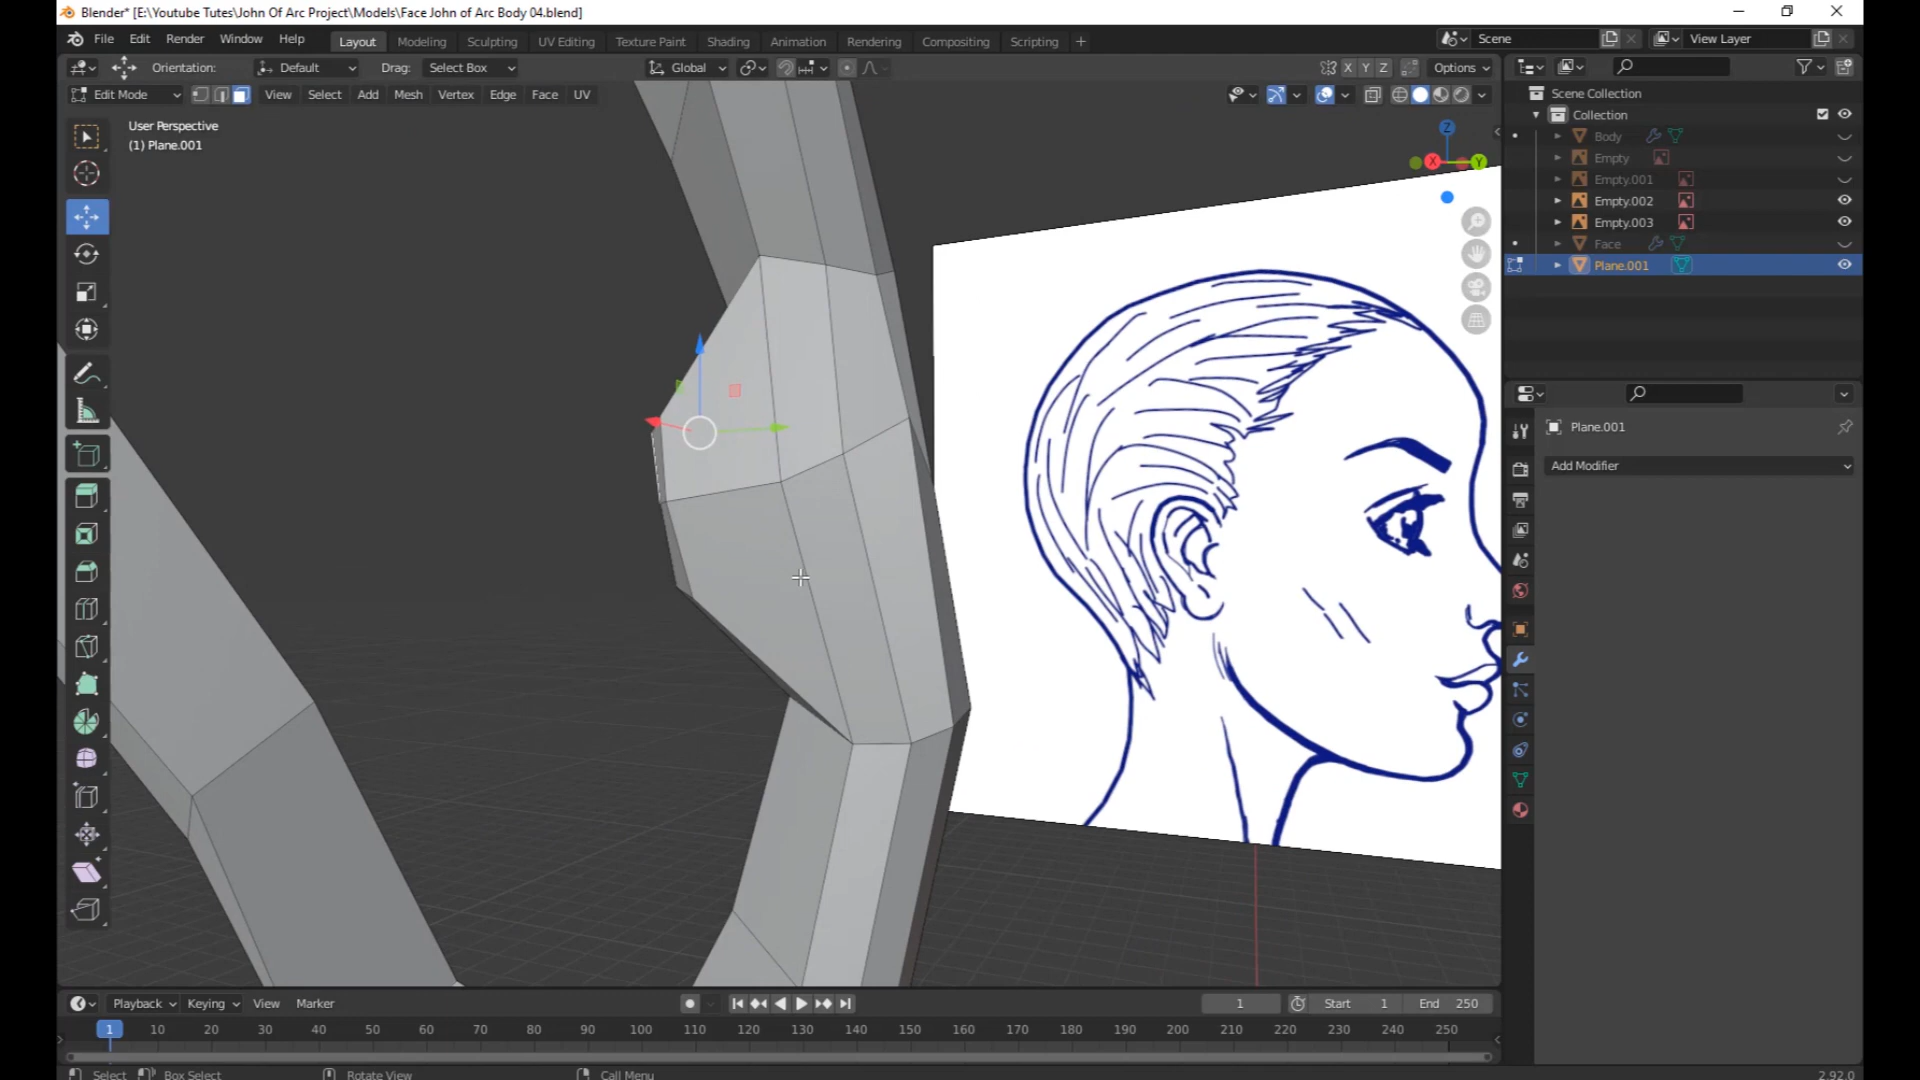 Blender* [E:\Youtube Tutes\John Of Arc Project\Models\Face John of Arc Body 04.blend]
File Edit Render Window Help Layout Modeling Sculpting UV Editing Texture Paint Shading Animation Rendering Compositing Scripting + Scene View Layer
Orientation: Default Drag: Select Box Global X Y Z Options
Edit Mode View Select Add Mesh Vertex Edge Face UV
User Perspective
(1) Plane.001
Z
X Y
Scene Collection
Collection
Body
Empty
Empty.001
Empty.002
Empty.003
Face
Plane.001
Plane.001
Add Modifier
Playback Keying View Marker 1 Start 1 End 250
1 10 20 30 40 50 60 70 80 90 100 110 120 130 140 150 160 170 180 190 200 210 220 230 240 250
Select Box Select Rotate View Call Menu 2.92.0